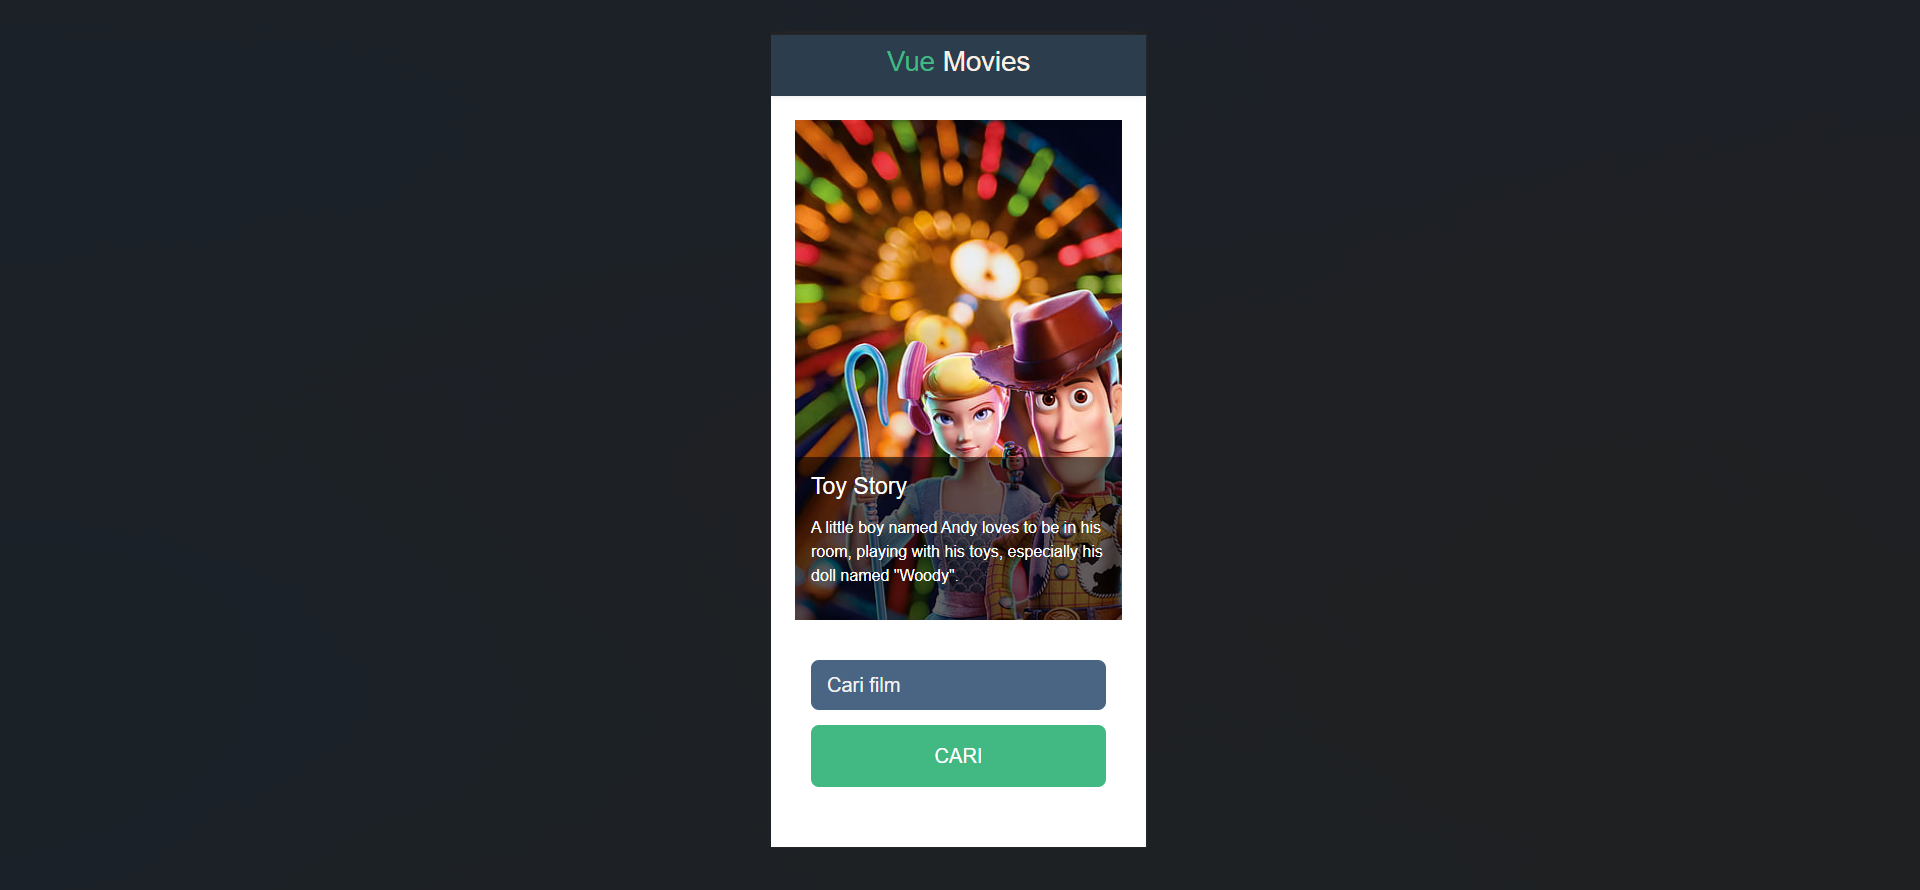 Vue Movies
Toy Story
A little boy named Andy loves to be in his
room, playing with his toys, especially his
doll named "Woody".
Cari film
CARI